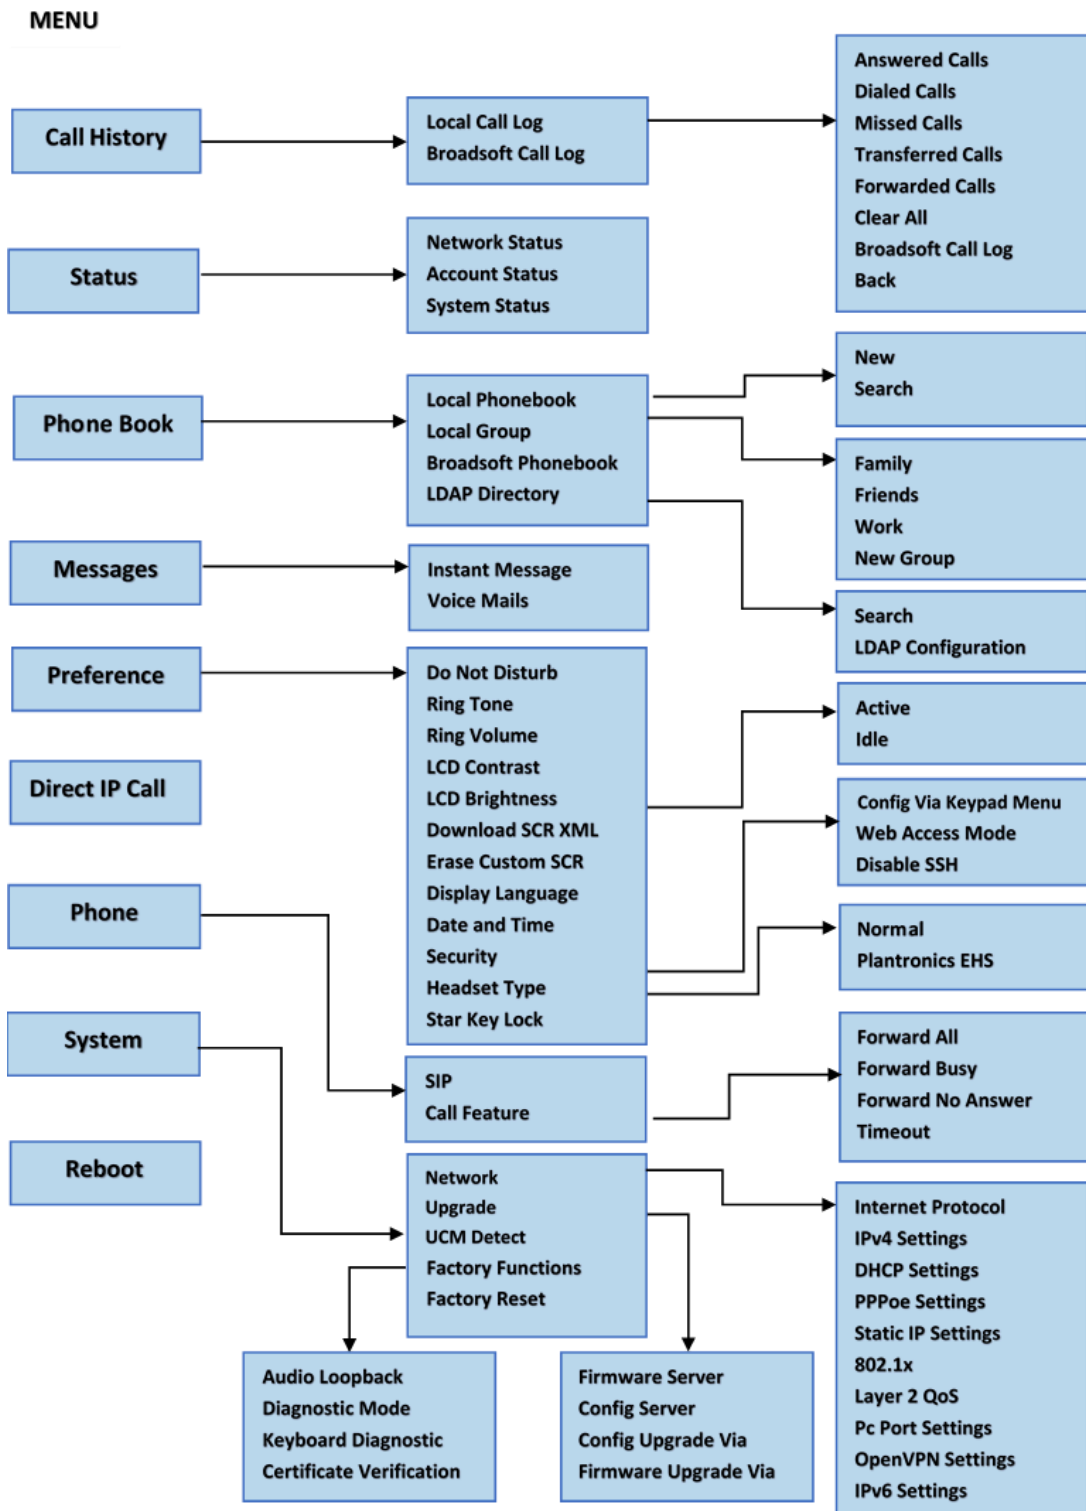 MENU
Call History
Local Call Log
Broadsoft Call Log
Answered Calls
Dialed Calls
Missed Calls
Transferred Calls
Forwarded Calls
Clear All
Broadsoft Call Log
Back
Status
Network Status
Account Status
System Status
Phone Book
Local Phonebook
Local Group
Broadsoft Phonebook
LDAP Directory
New
Search
Family
Friends
Work
New Group
Search
LDAP Configuration
Messages
Instant Message
Voice Mails
Preference
Do Not Disturb
Ring Tone
Ring Volume
LCD Contrast
LCD Brightness
Download SCR XML
Erase Custom SCR
Display Language
Date and Time
Security
Headset Type
Star Key Lock
Active
Idle
Config Via Keypad Menu
Web Access Mode
Disable SSH
Normal
Plantronics EHS
Direct IP Call
Phone
SIP
Call Feature
Forward All
Forward Busy
Forward No Answer
Timeout
System
Network
Upgrade
UCM Detect
Factory Functions
Factory Reset
Internet Protocol
IPv4 Settings
DHCP Settings
PPPoe Settings
Static IP Settings
802.1x
Layer 2 QoS
Pc Port Settings
OpenVPN Settings
IPv6 Settings
Audio Loopback
Diagnostic Mode
Keyboard Diagnostic
Certificate Verification
Firmware Server
Config Server
Config Upgrade Via
Firmware Upgrade Via
Reboot